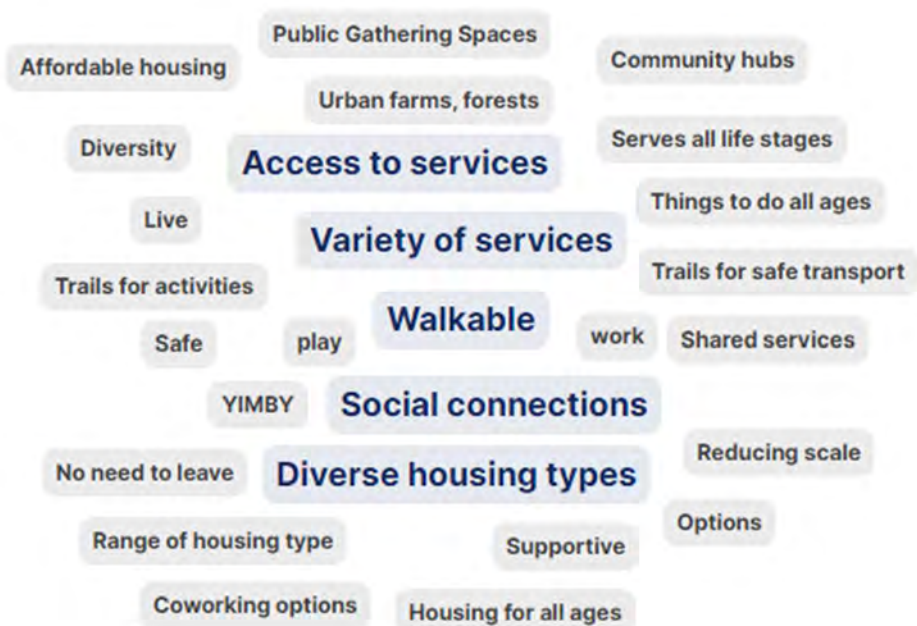 Public Gathering Spaces
Affordable housing
Community hubs
Urban farms, forests
Diversity
Access to services
Serves all life stages
Live
Things to do all ages
Variety of services
Trails for activities
Trails for safe transport
Safe
play
Walkable
work
Shared services
YIMBY
Social connections
No need to leave
Diverse housing types
Reducing scale
Options
Range of housing type
Supportive
Coworking options
Housing for all ages